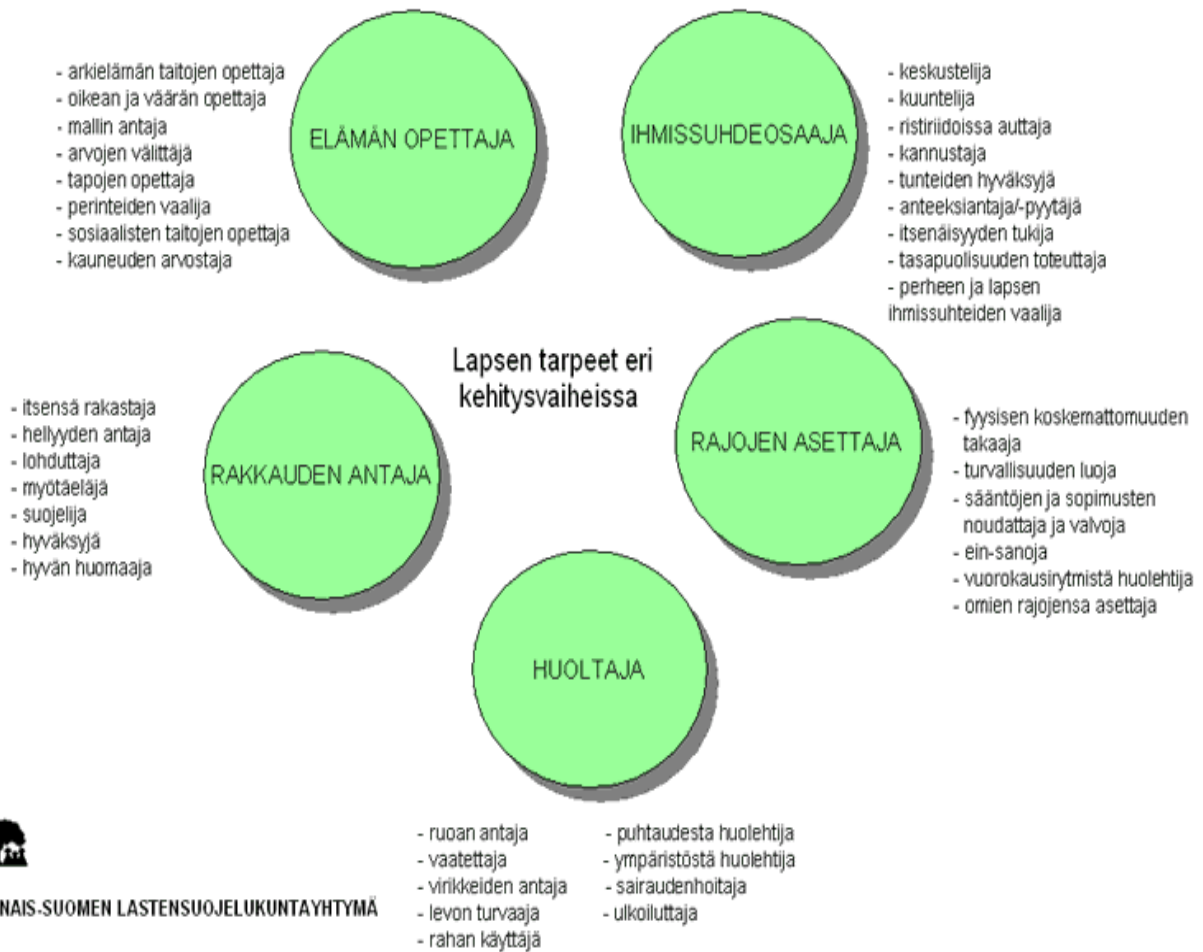 - arkielämän taitojen opettaja
- oikean ja väärän opettaja
- mallin antaja
- arvojen välittäjä
- tapojen opettaja
- perinteiden vaalija
- sosiaalisten taitojen opettaja
- kauneuden arvostaja
ELÄMÄN OPETTAJA
IHMISSUHDEOSAAJA
- keskustelija
- kuuntelija
- ristiriidoissa auttaja
- kannustaja
- tunteiden hyväksyjä
- anteeksiantaja/-pyytäjä
- itsenäisyyden tukija
- tasapuolisuuden toteuttaja
- perheen ja lapsen
ihmissuhteiden vaalija
Lapsen tarpeet eri
kehitysvaiheissa
- itsensä rakastaja
- hellyyden antaja
- lohduttaja
- myötäeläjä
- suojelija
- hyväksyjä
- hyvän huomaaja
RAKKAUDEN ANTAJA
RAJOJEN ASETTAJA
- fyysisen koskemattomuuden
takaaja
- turvallisuuden luoja
- sääntöjen ja sopimusten
noudattaja ja valvoja
- ein-sanoja
- vuorokausirytmistä huolehtija
- omien rajojensa asettaja
HUOLTAJA
- ruoan antaja
- vaatettaja
- virikkeiden antaja
- levon turvaaja
- rahan käyttäjä
- puhtaudesta huolehtija
- ympäristöstä huolehtija
- sairaudenhoitaja
- ulkoiluttaja
NAIS-SUOMEN LASTENSUOJELUKUNTAYHTYMÄ